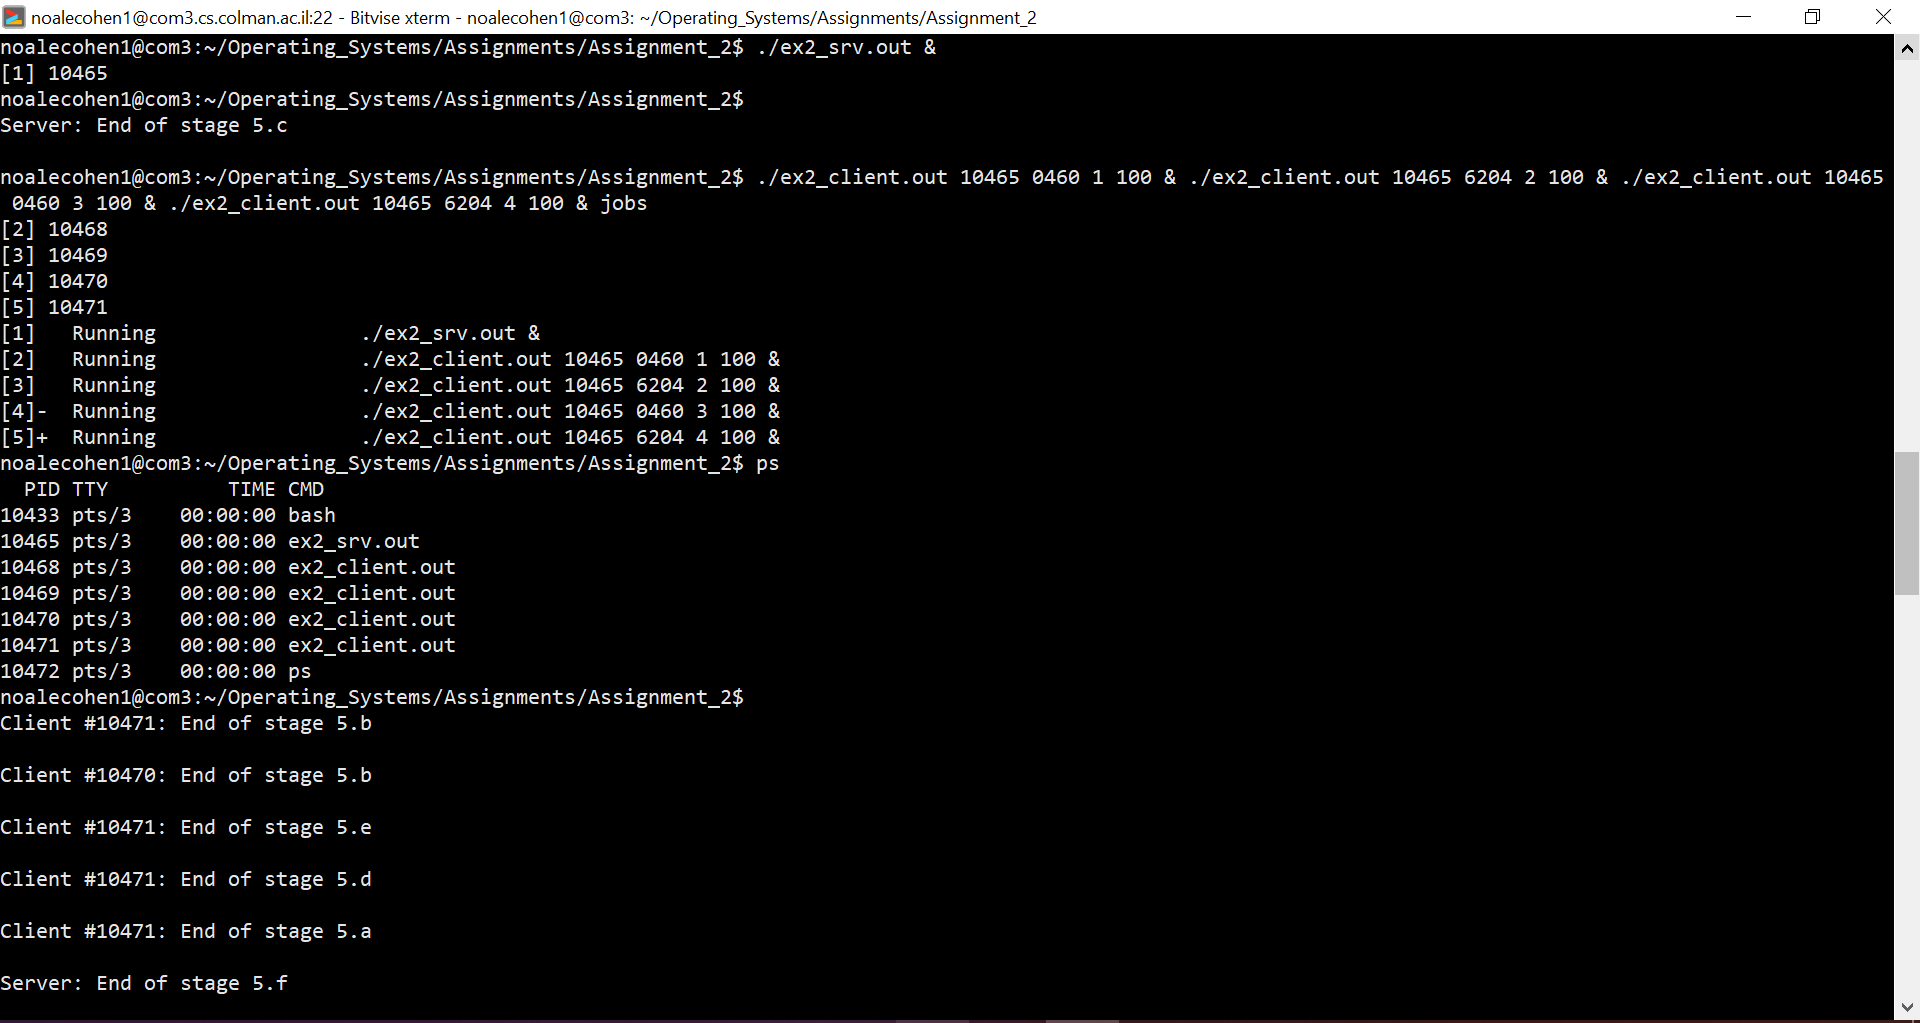 noalecohen1@com3.cs.colman.ac.il:22 - Bitvise xterm - noalecohen1@com3: ~/Operating_Systems/Assignments/Assignment_2
noalecohen1@com3:~/Operating_Systems/Assignments/Assignment_2$ ./ex2_srv.out &
[1] 10465
noalecohen1@com3:~/Operating_Systems/Assignments/Assignment_2$
Server: End of stage 5.c
noalecohen1@com3:~/Operating_Systems/Assignments/Assignment_2$ ./ex2_client.out 10465 0460 1 100 & ./ex2_client.out 10465 6204 2 100 & ./ex2_client.out 10465
 0460 3 100 & ./ex2_client.out 10465 6204 4 100 & jobs
[2] 10468
[3] 10469
[4] 10470
[5] 10471
[1]   Running                 ./ex2_srv.out &
[2]   Running                 ./ex2_client.out 10465 0460 1 100 &
[3]   Running                 ./ex2_client.out 10465 6204 2 100 &
[4]-  Running                 ./ex2_client.out 10465 0460 3 100 &
[5]+  Running                 ./ex2_client.out 10465 6204 4 100 &
noalecohen1@com3:~/Operating_Systems/Assignments/Assignment_2$ ps
  PID TTY          TIME CMD
10433 pts/3    00:00:00 bash
10465 pts/3    00:00:00 ex2_srv.out
10468 pts/3    00:00:00 ex2_client.out
10469 pts/3    00:00:00 ex2_client.out
10470 pts/3    00:00:00 ex2_client.out
10471 pts/3    00:00:00 ex2_client.out
10472 pts/3    00:00:00 ps
noalecohen1@com3:~/Operating_Systems/Assignments/Assignment_2$
Client #10471: End of stage 5.b
Client #10470: End of stage 5.b
Client #10471: End of stage 5.e
Client #10471: End of stage 5.d
Client #10471: End of stage 5.a
Server: End of stage 5.f